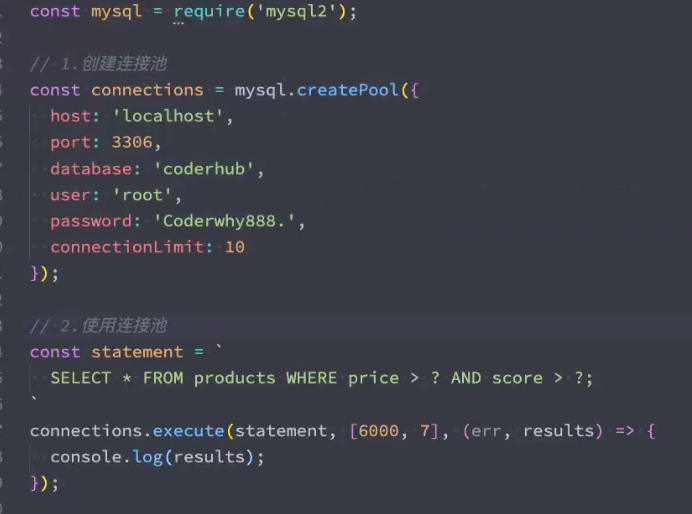 const mysql = require('mysql2');
// 1.创建连接池
const connections = mysql.createPool({
host: 'localhost',
port: 3306,
database: 'coderhub',
user: 'root',
password: 'Coderwhy888.',
connectionLimit: 10
});
// 2.使用连接池
const statement = `
SELECT * FROM products WHERE price > ? AND score > ?;
`
connections.execute(statement, [6000, 7], (err, results) => {
console.log(results);
});